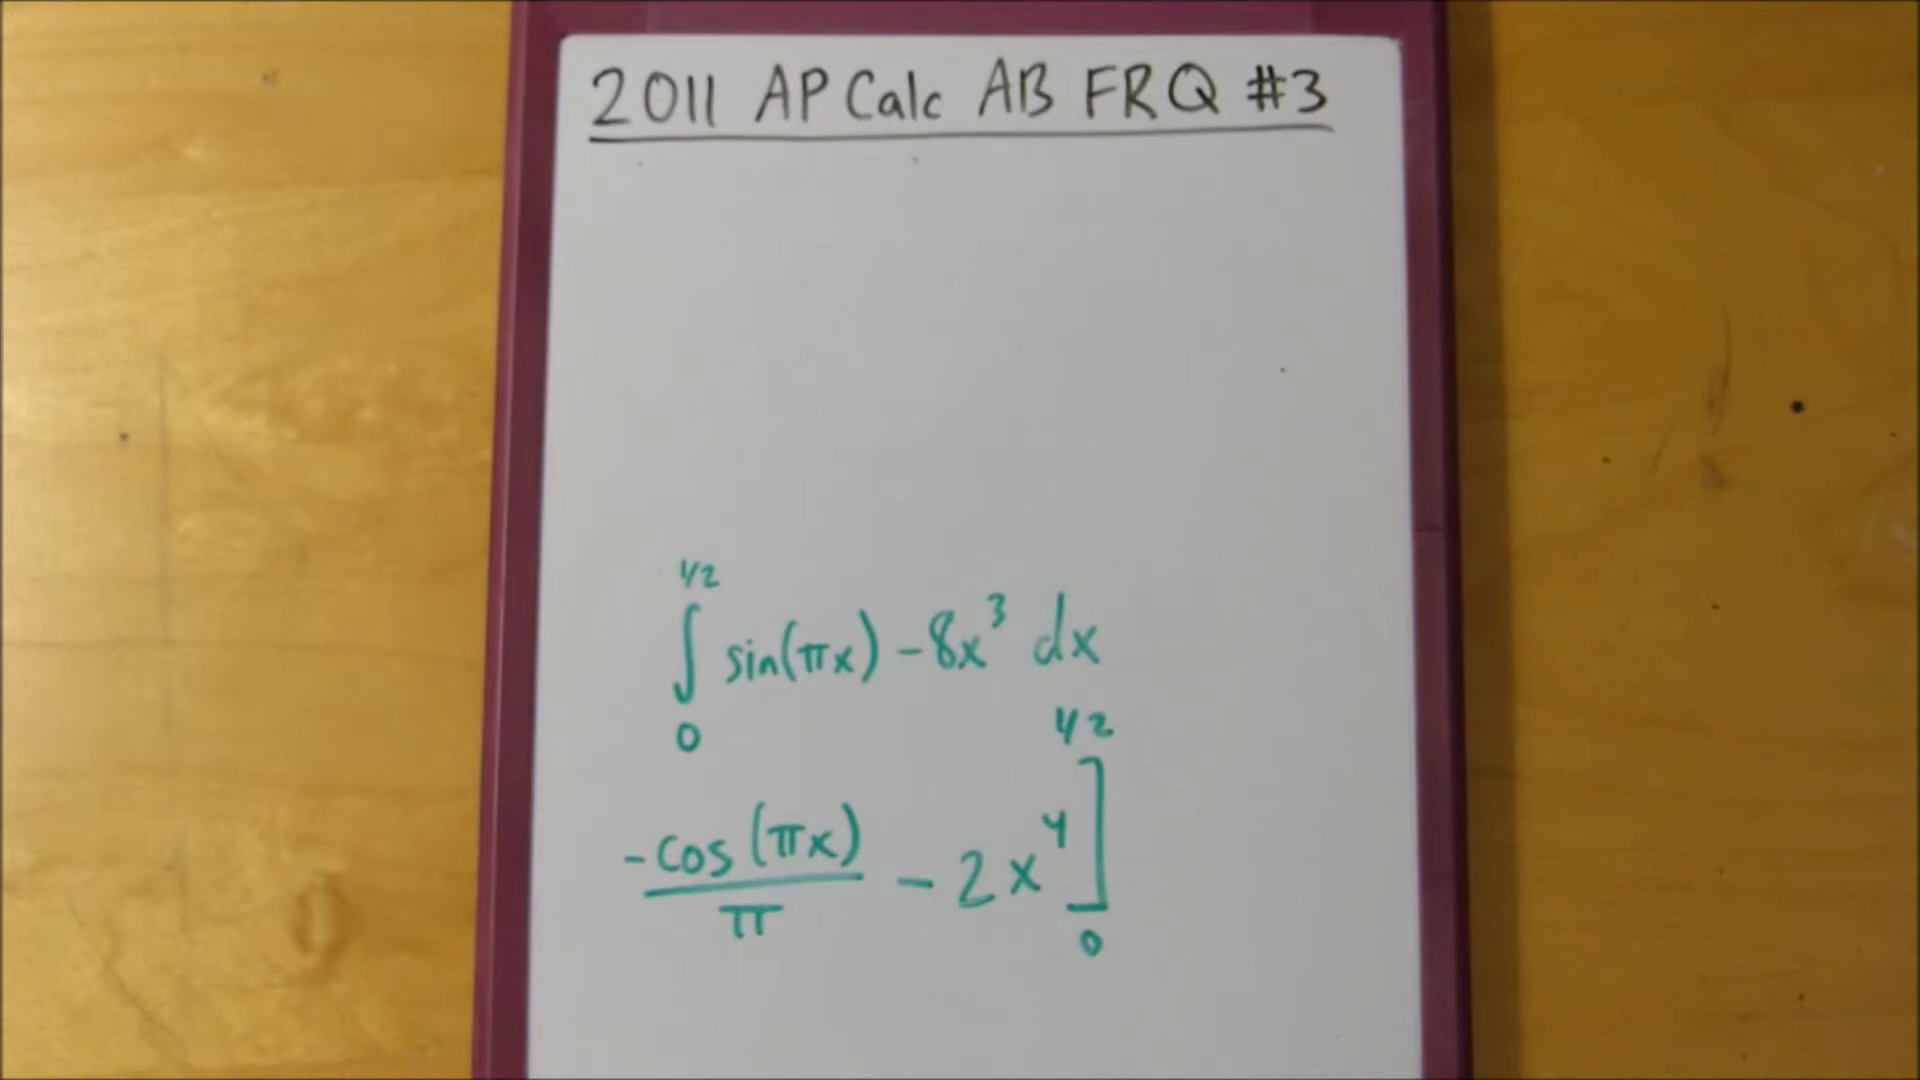 2011 AP Calc AB FRQ #3
1/2
∫ sin(πx) - 8x³ dx
0
1/2
-cos(πx)/π - 2x⁴ ]
0